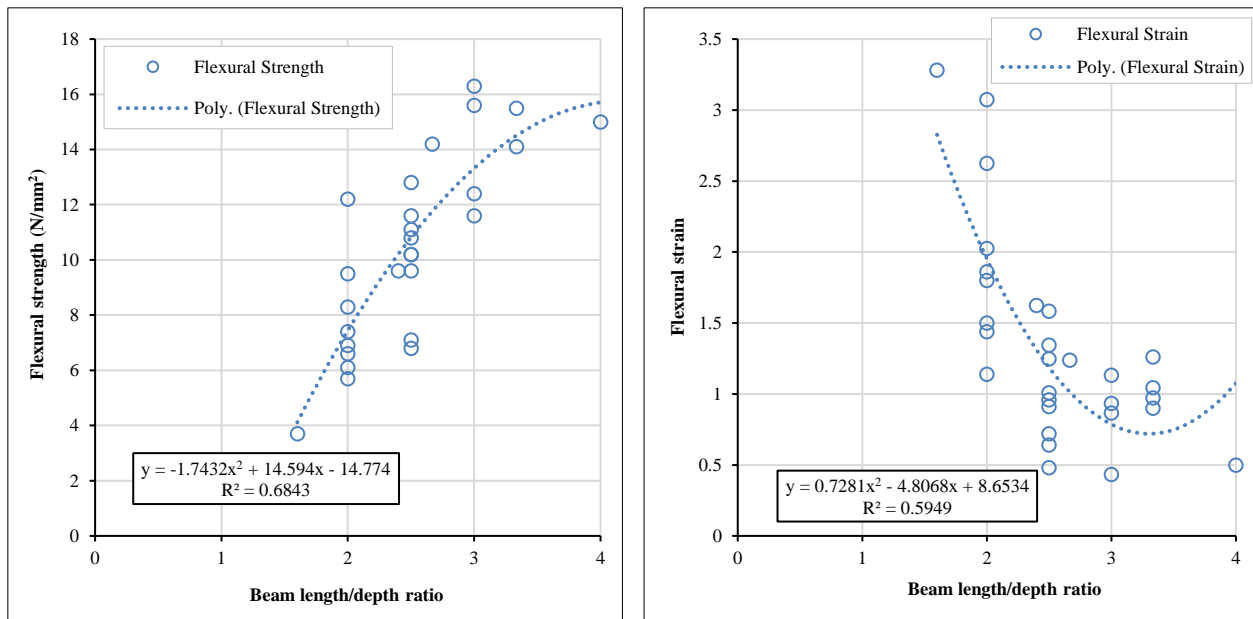 18
16
14
12
10
8
6
4
2
0
Flexural strength (N/mm²)
Flexural Strength
Poly. (Flexural Strength)
y = -1.7432x² + 14.594x - 14.774
R² = 0.6843
0 1 2 3 4
Beam length/depth ratio
3.5
3
2.5
2
1.5
1
0.5
0
Flexural strain
Flexural Strain
Poly. (Flexural Strain)
y = 0.7281x² - 4.8068x + 8.6534
R² = 0.5949
0 1 2 3 4
Beam length/depth ratio